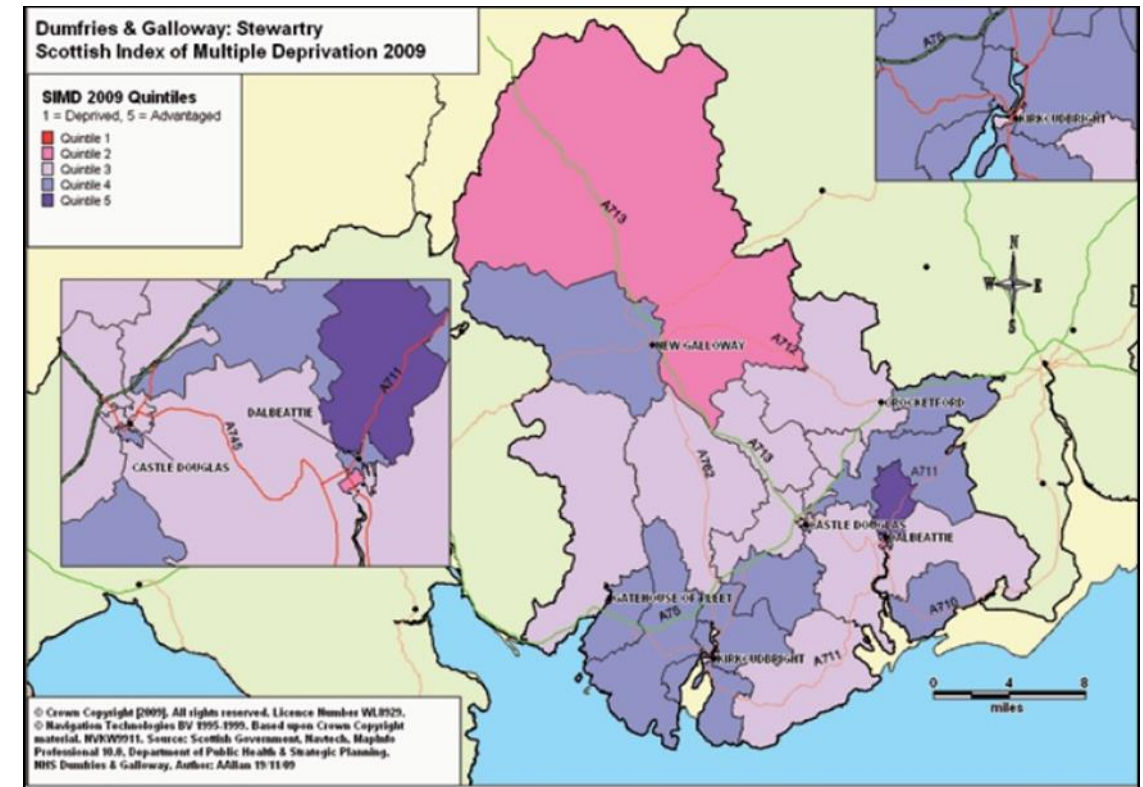 Dumfries & Galloway: Stewartry
Scottish Index of Multiple Deprivation 2009
SIMD 2009 Quintiles
1 = Deprived, 5 = Advantaged
Quintile 1
Quintile 2
Quintile 3
Quintile 4
Quintile 5
A75
KIRKCUDBRIGHT
A713
N
W E
S
NEW GALLOWAY
A712
CROCKETFORD
A711
DALBEATTIE
A745
CASTLE DOUGLAS
A713
A762
A711
CASTLE DOUGLAS
DALBEATTIE
GATEHOUSE OF FLEET
A75
A710
KIRKCUDBRIGHT
A711
0 4 8
miles
© Crown Copyright [2009]. All rights reserved. Licence Number WL8929.
© Navigation Technologies BV 1995-1999. Based upon Crown Copyright
material. NVKW9911. Source: Scottish Government, Navtech, MapInfo
Professional 10.0, Department of Public Health & Strategic Planning,
NHS Dumfries & Galloway. Author: AAllan 19/11/09